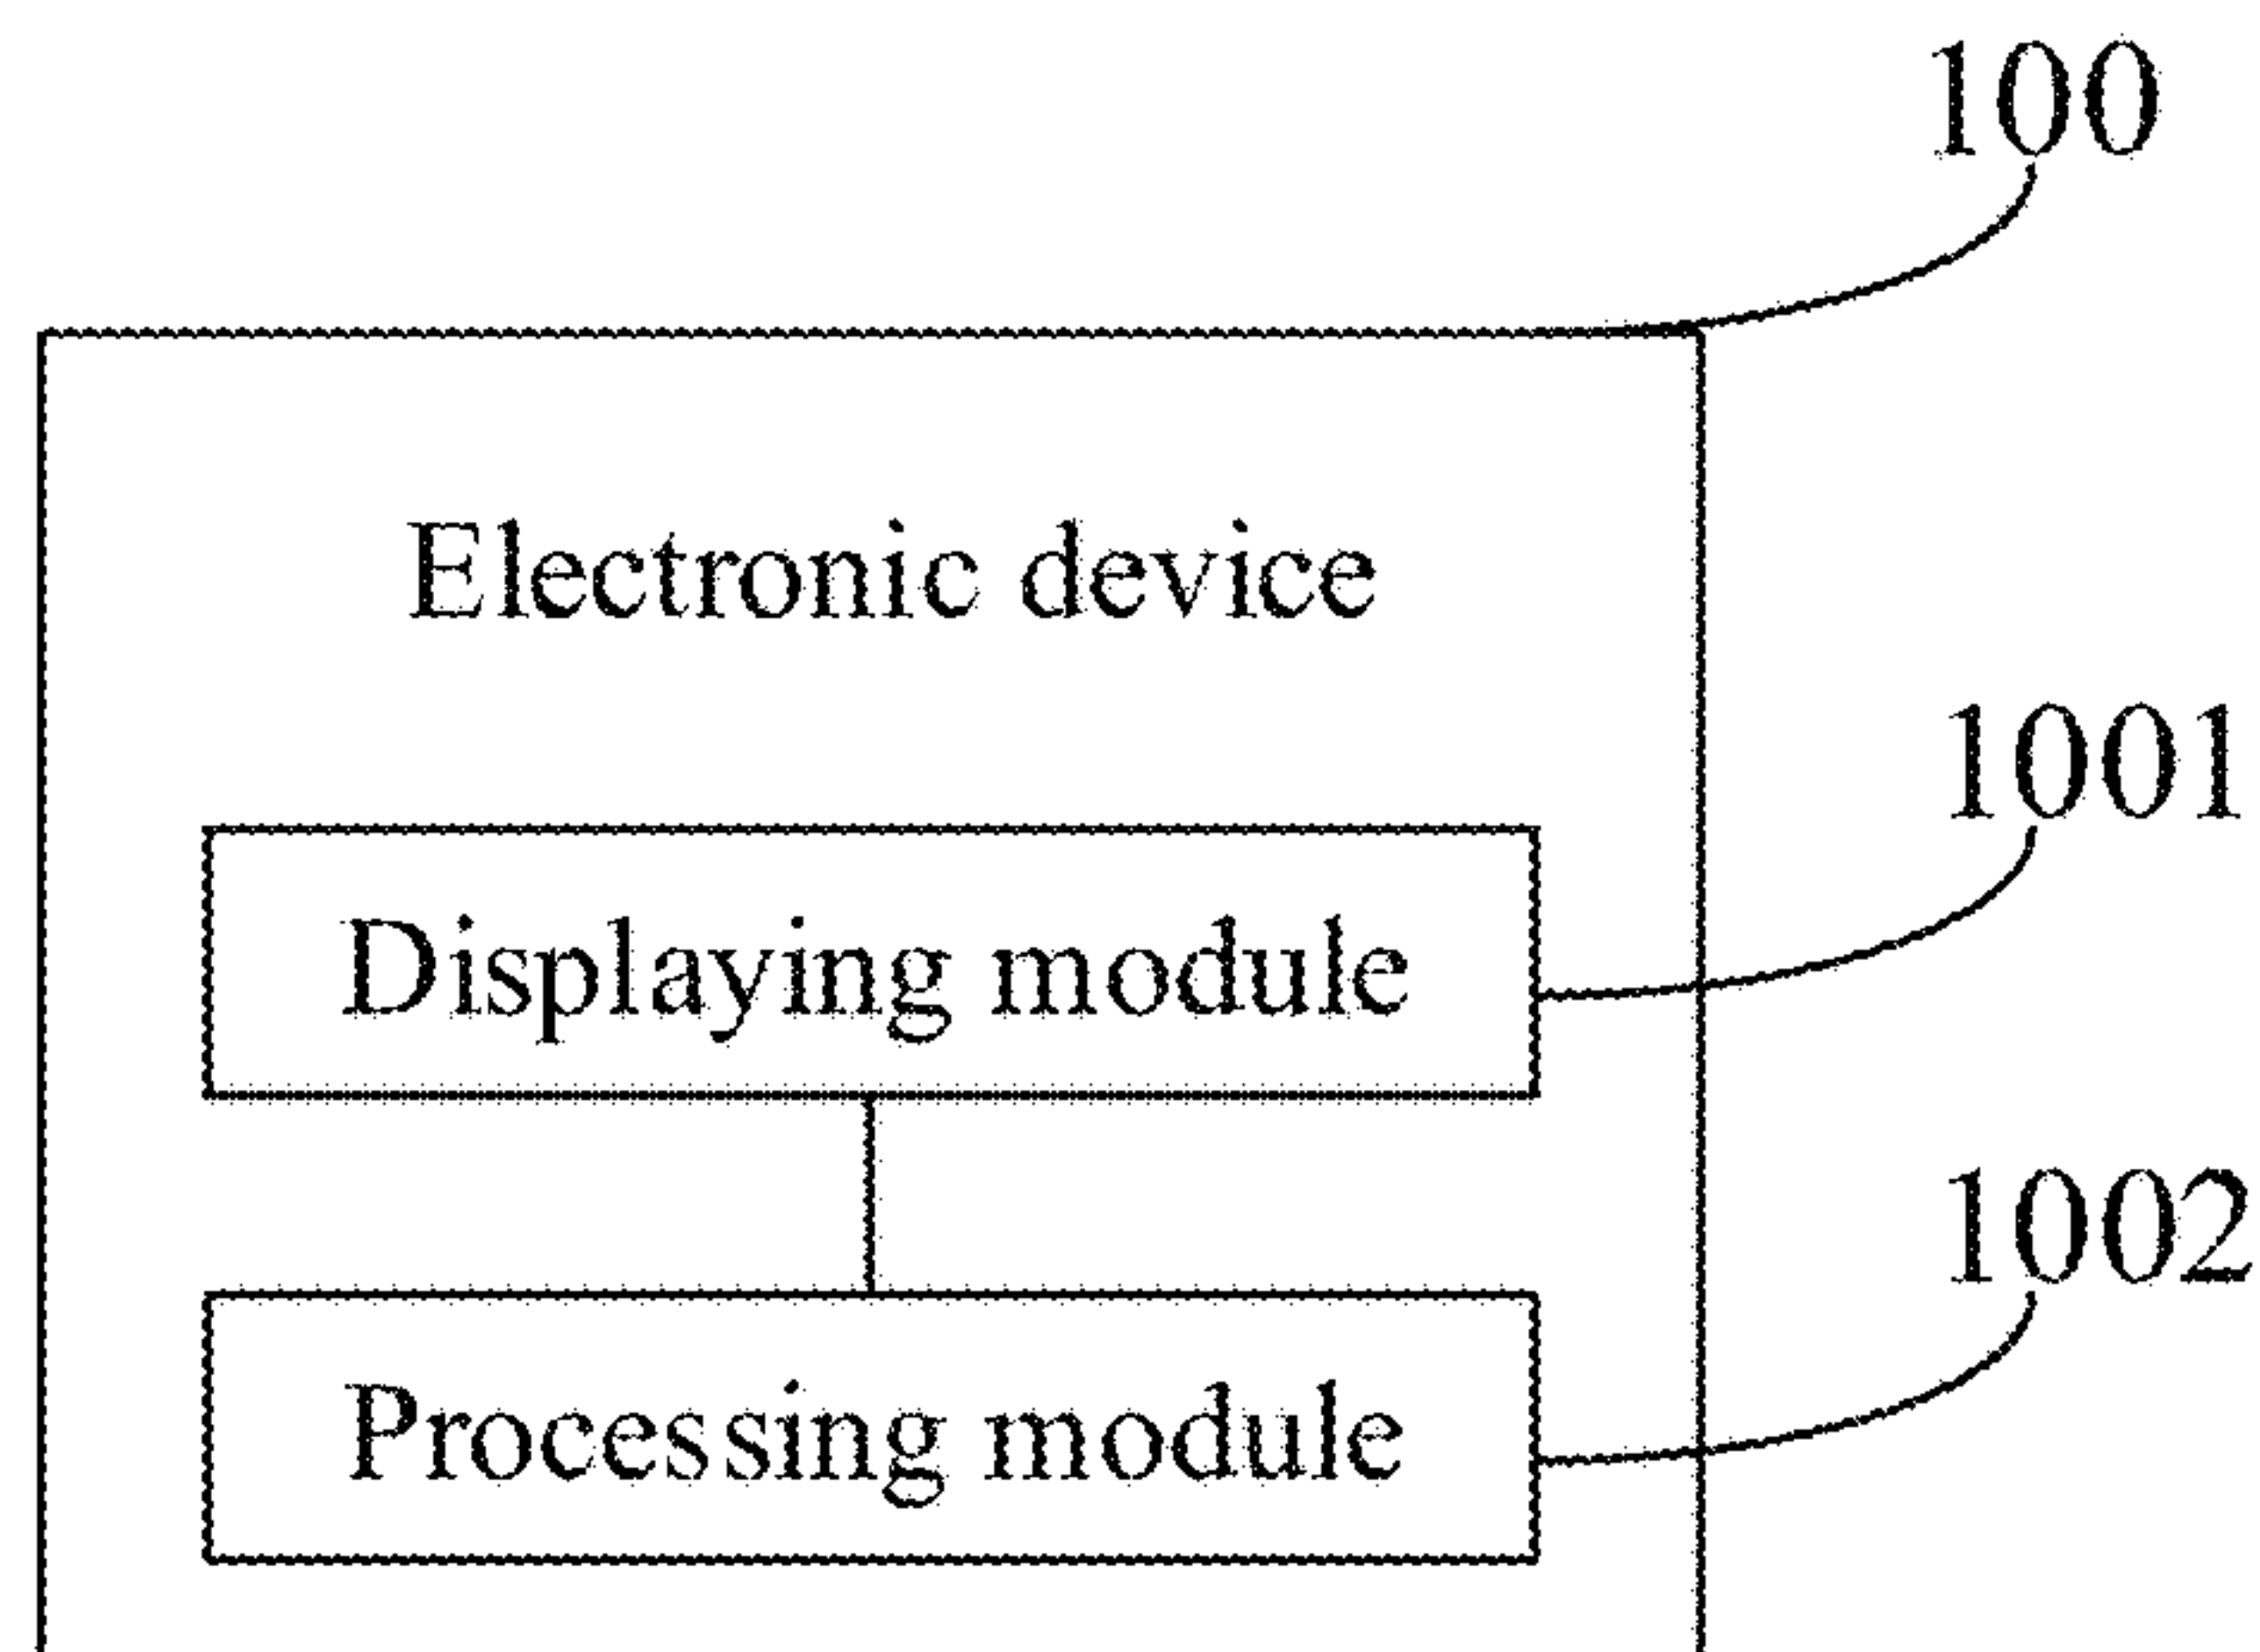 100
Electronic device
1001
Displaying module
1002
Processing module